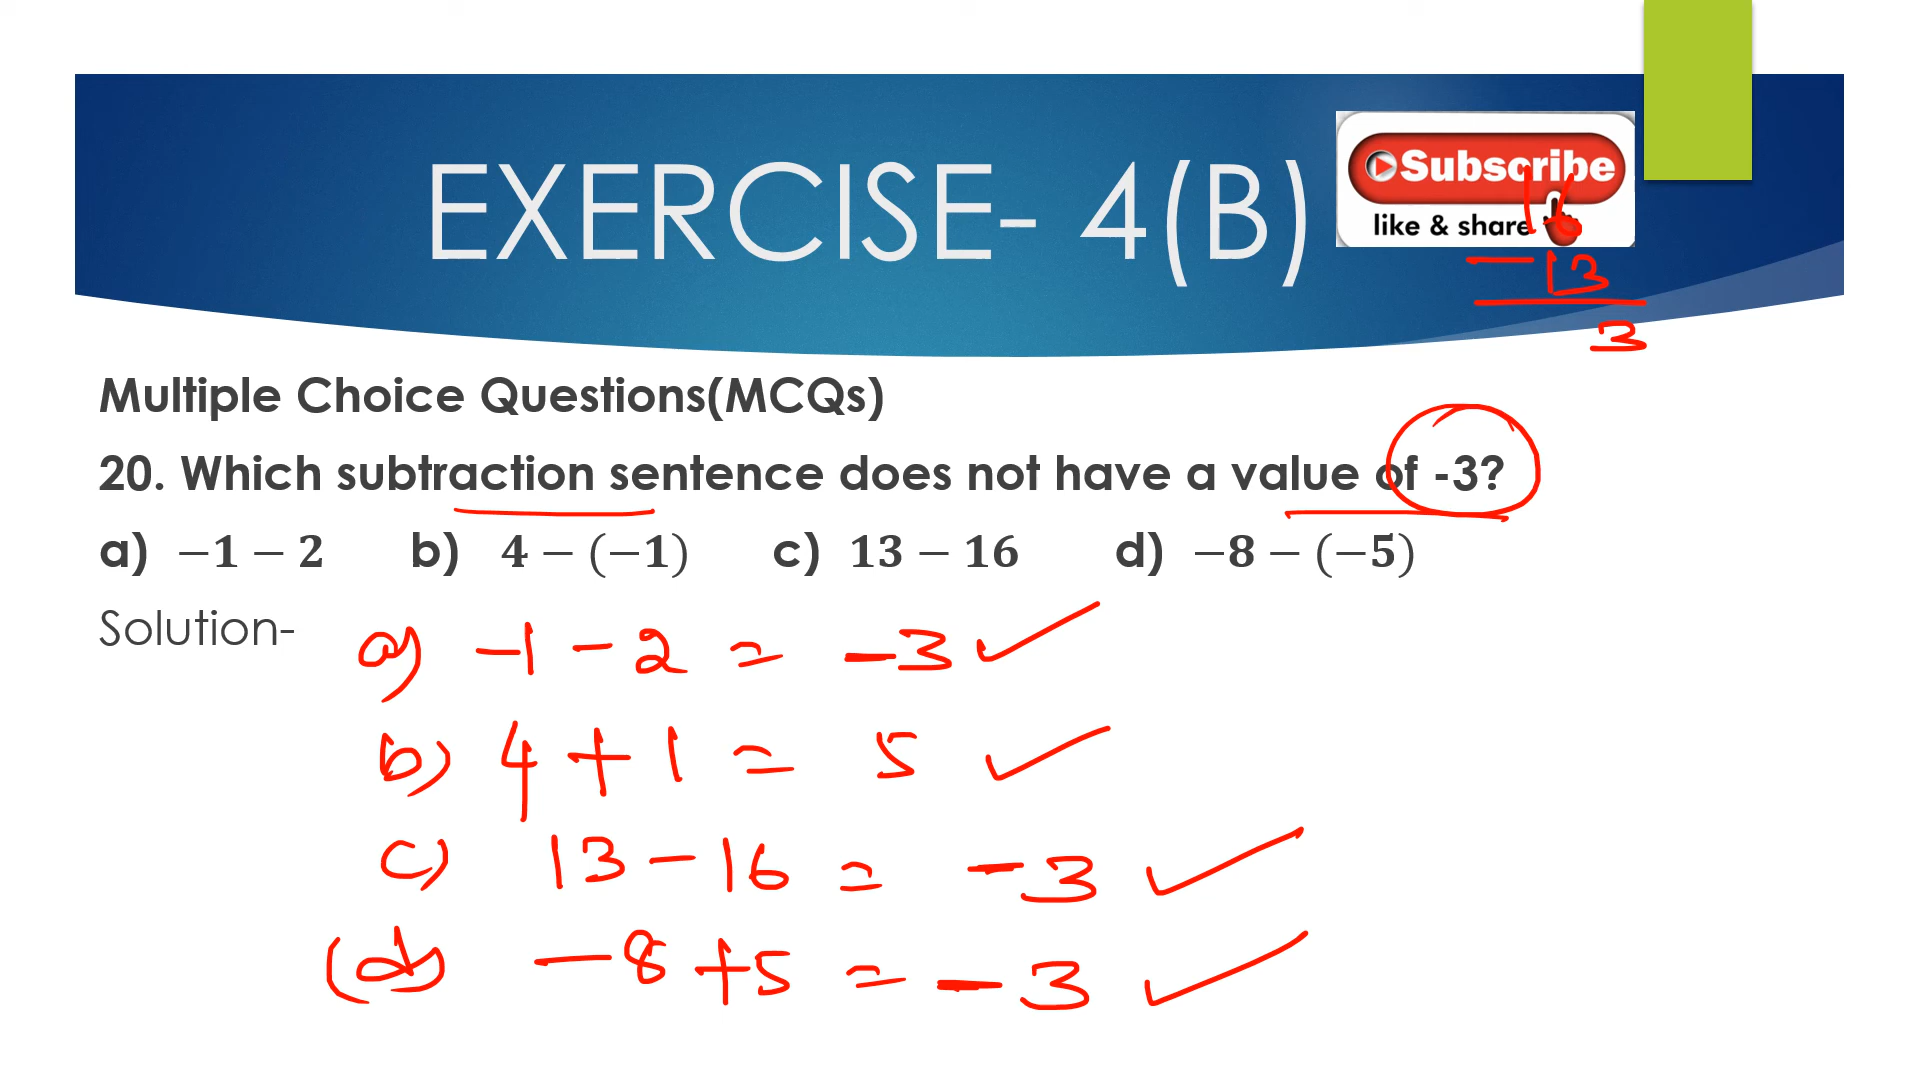 EXERCISE- 4(B)
Subscribe
like & share
16
-13
3
Multiple Choice Questions(MCQs)
20. Which subtraction sentence does not have a value of -3?
a) −1 − 2 b) 4 − (−1) c) 13 − 16 d) −8 − (−5)
Solution-
a) -1 - 2 = -3 ✓
b) 4 + 1 = 5 ✓
c) 13 - 16 = -3 ✓
(d) -8 + 5 = -3 ✓